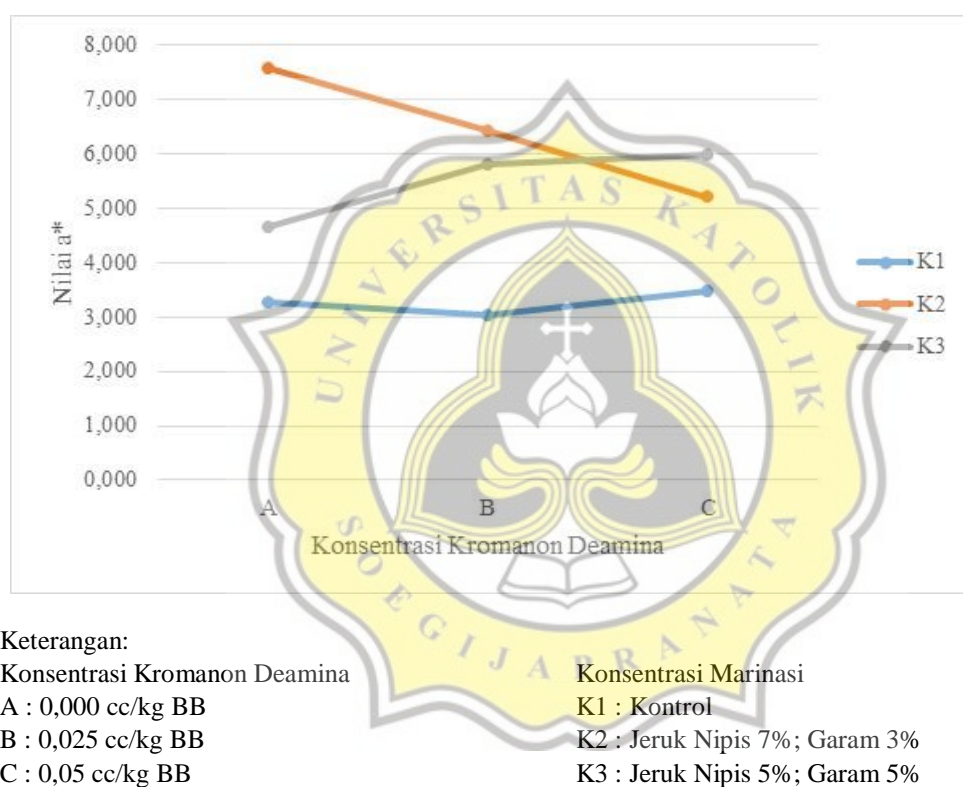 8,000
7,000
6,000
5,000
4,000
3,000
2,000
1,000
0,000
Nilai a*
A B C
Konsentrasi Kromanon Deamina
K1
K2
K3
UNIVERSITAS KATOLIK
SOEGIJAPRANATA
Keterangan:
Konsentrasi Kromanon Deamina
A : 0,000 cc/kg BB
B : 0,025 cc/kg BB
C : 0,05 cc/kg BB
Konsentrasi Marinasi
K1 : Kontrol
K2 : Jeruk Nipis 7%; Garam 3%
K3 : Jeruk Nipis 5%; Garam 5%